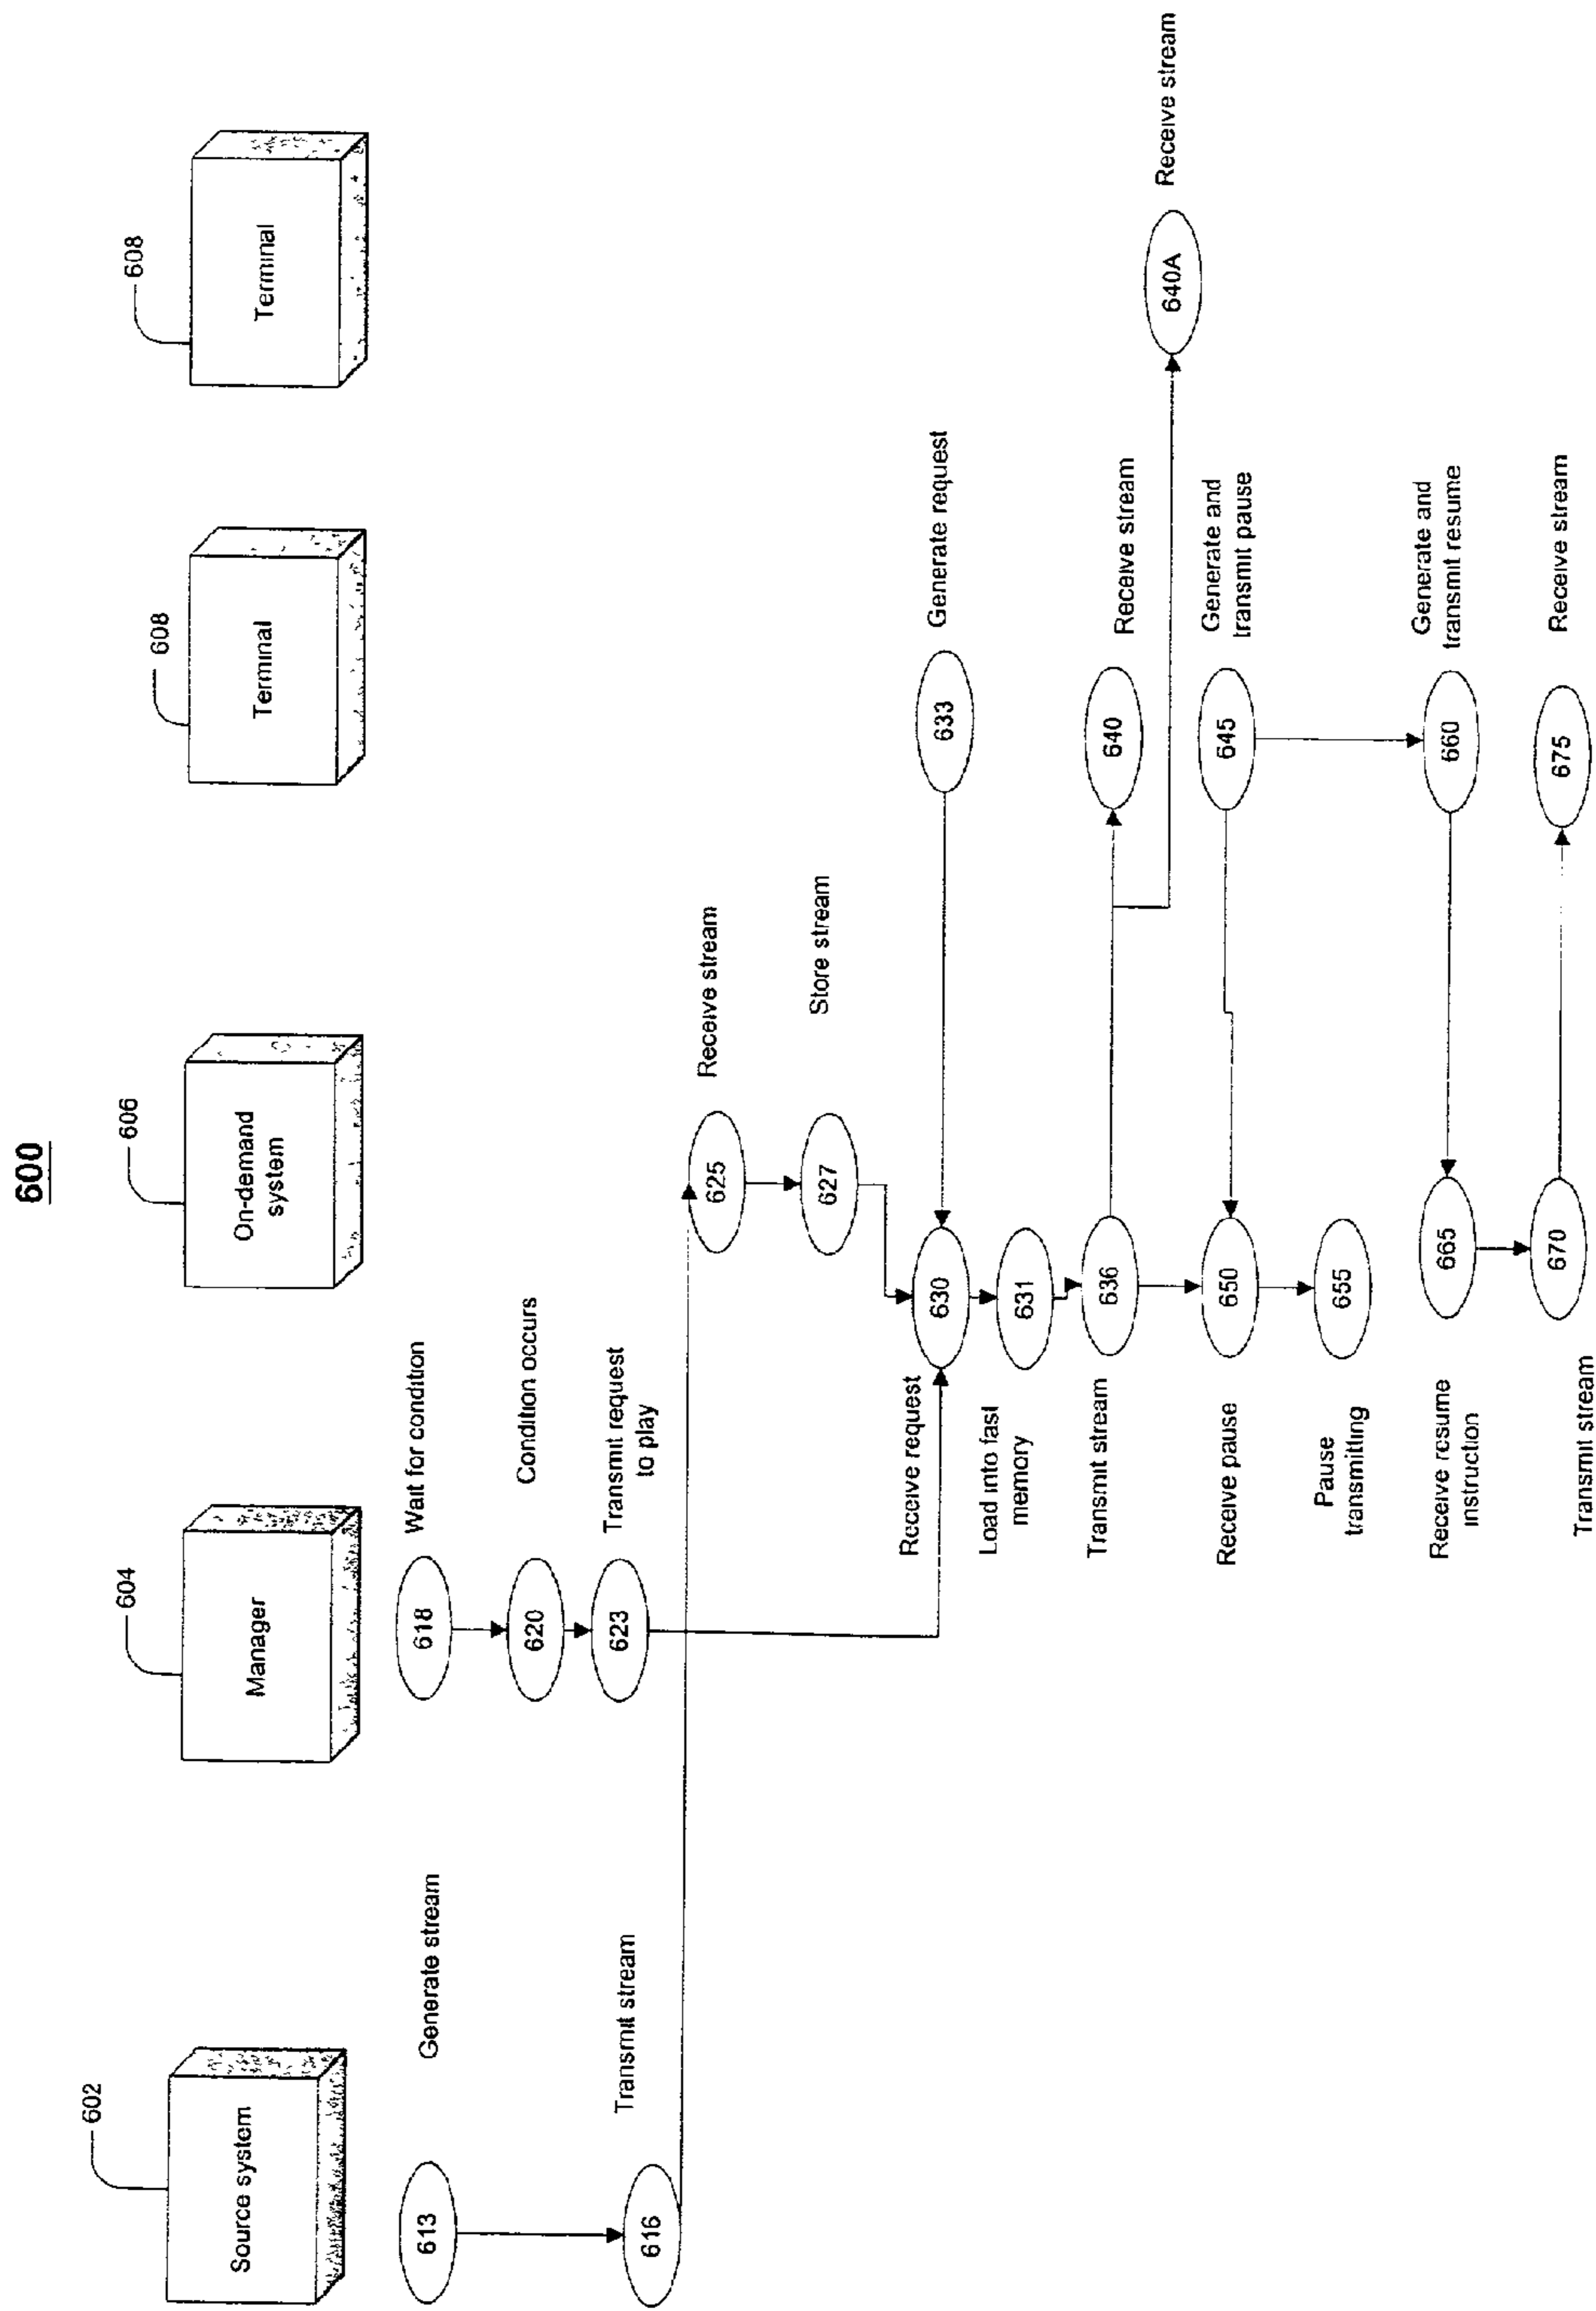 600
602
604
606
608
608
Source system
Manager
On-demand
system
Terminal
Terminal
613
Generate stream
618
Wait for condition
620
Condition occurs
616
Transmit stream
623
Transmit request
to play
625
Receive stream
627
Store stream
Receive request
630
633
Generate request
Load into fast
memory
631
Transmit stream
636
640
Receive stream
640A
Receive stream
Receive pause
650
645
Generate and
transmit pause
Pause
transmitting
655
Receive resume
instruction
665
660
Generate and
transmit resume
Transmit stream
670
675
Receive stream